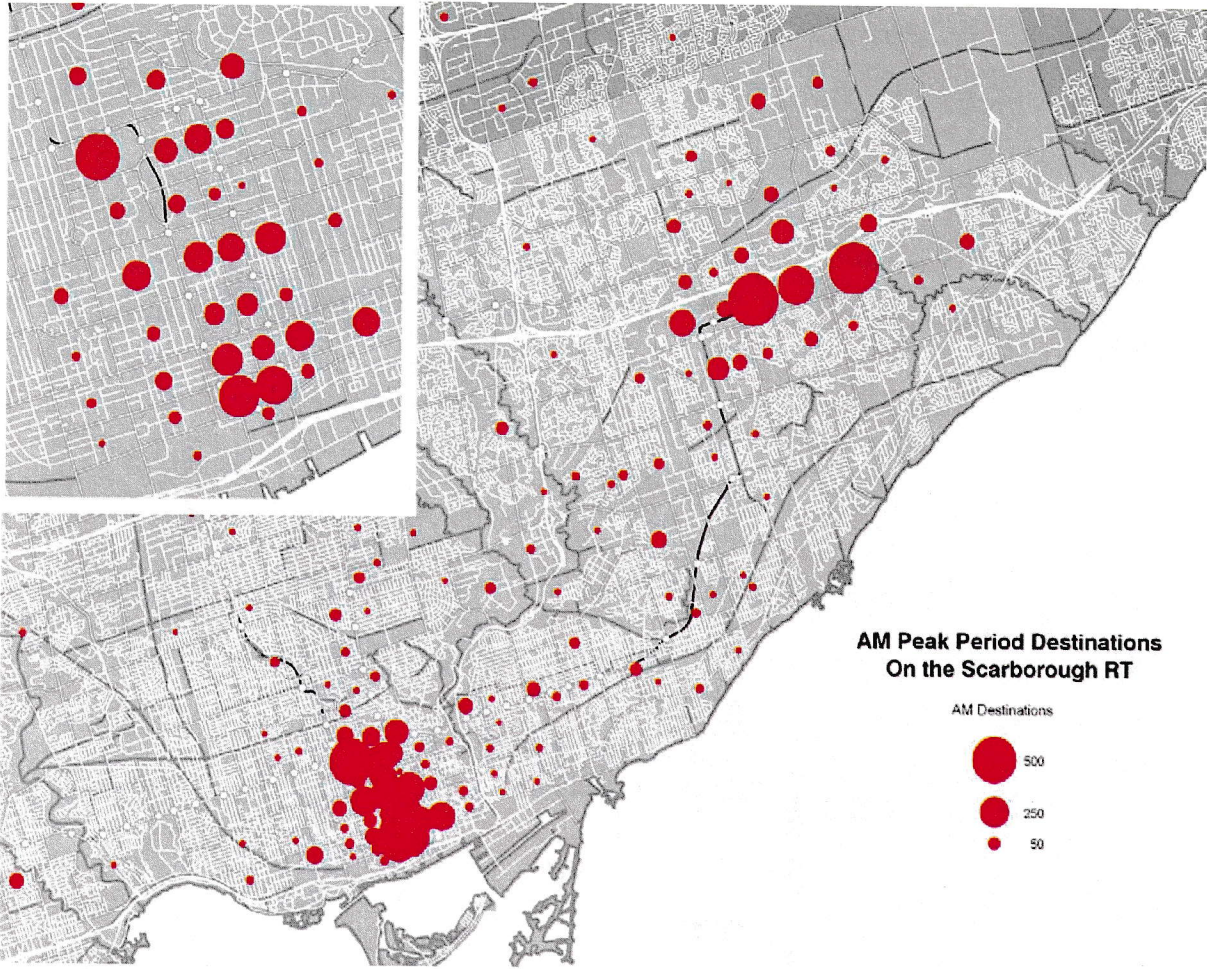 AM Peak Period Destinations
On the Scarborough RT
AM Destinations
500
250
50